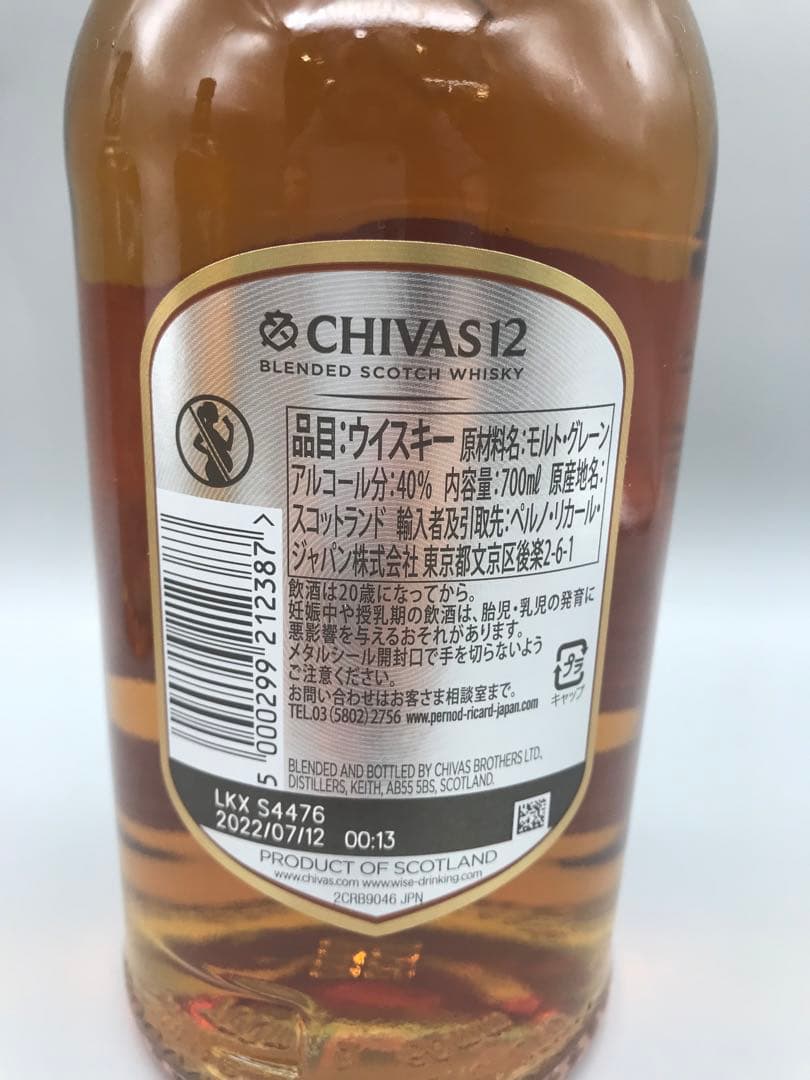 CHIVAS 12
BLENDED SCOTCH WHISKY
品目:ウイスキー 原材料名:モルト・グレーン
アルコール分:40% 内容量:700㎖ 原産地名:
スコットランド 輸入者及引取先:ペルノ・リカール・
ジャパン株式会社 東京都文京区後楽2-6-1
飲酒は20歳になってから。
妊娠中や授乳期の飲酒は、胎児・乳児の発育に
悪影響を与えるおそれがあります。
メタルシール開封口で手を切らないよう
ご注意ください。
お問い合わせはお客さま相談室まで。
TEL.03(5802)2756 www.pernod-ricard-japan.com
プラ
キャップ
5 000299 212387 >
BLENDED AND BOTTLED BY CHIVAS BROTHERS LTD.,
DISTILLERS, KEITH, AB55 5BS, SCOTLAND.
LKX S4476
2022/07/12 00:13
PRODUCT OF SCOTLAND
www.chivas.com www.wise-drinking.com
2CRB9046 JPN